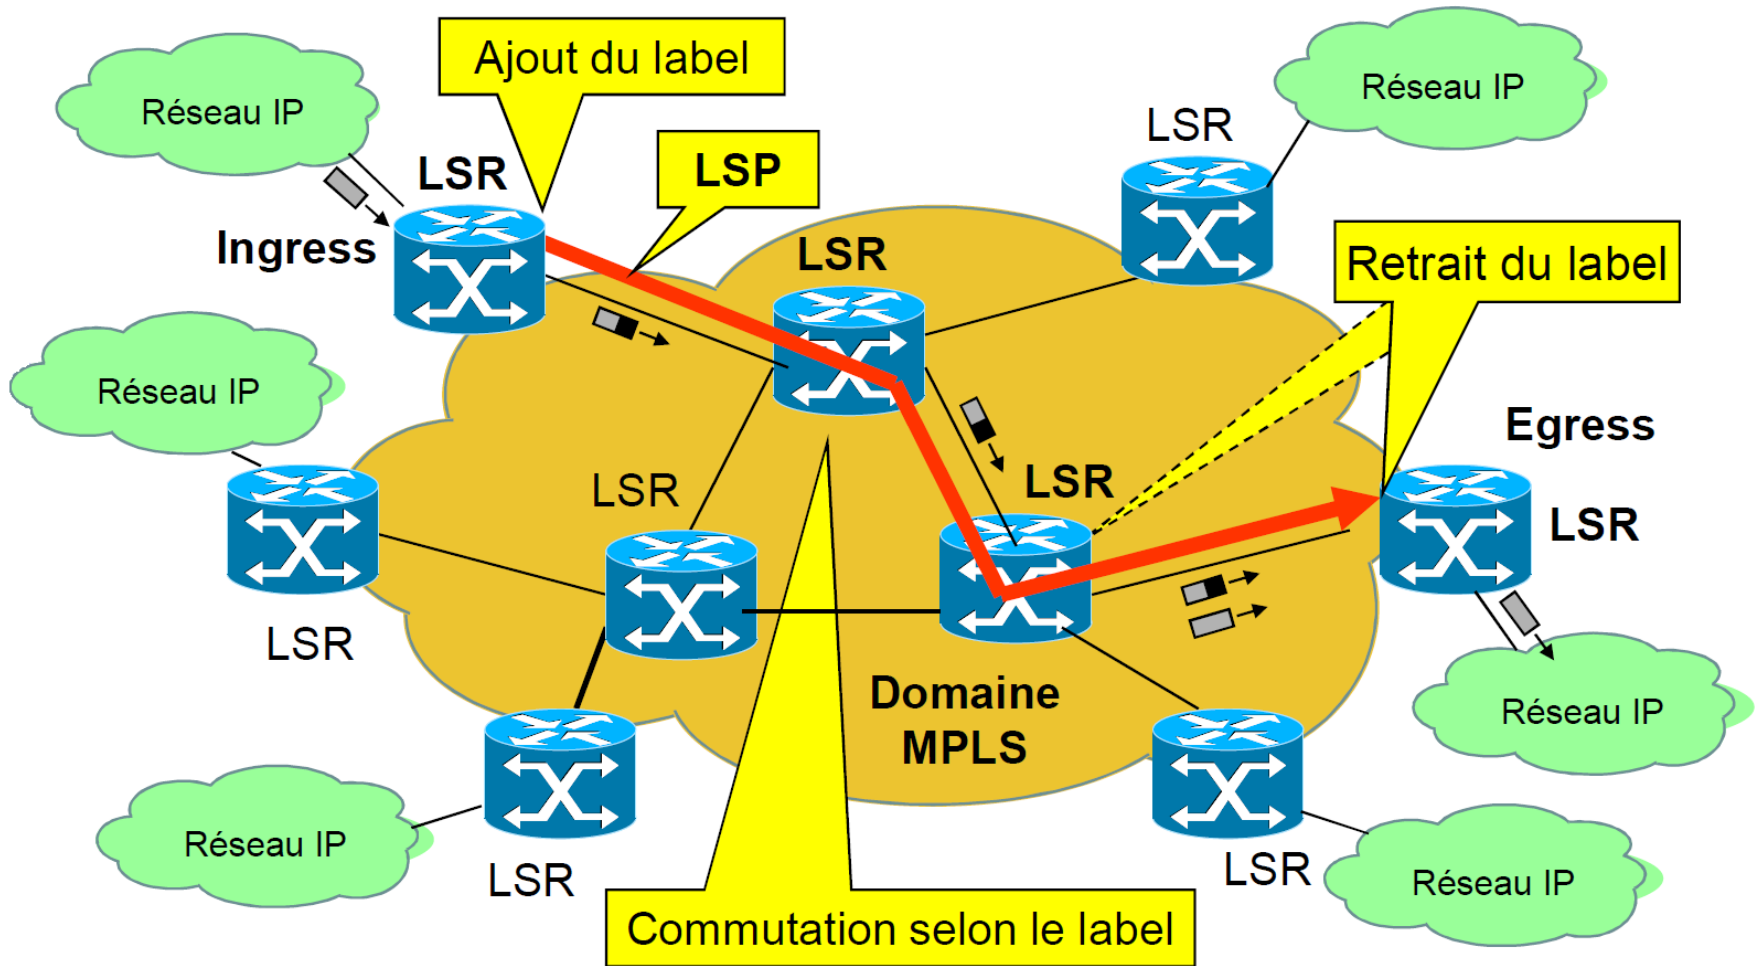 Ajout du label
Réseau IP
Réseau IP
LSR
LSP
LSR
Ingress
LSR
Retrait du label
Réseau IP
Egress
LSR
LSR
LSR
LSR
Domaine
MPLS
Réseau IP
Réseau IP
LSR
LSR
Réseau IP
Commutation selon le label